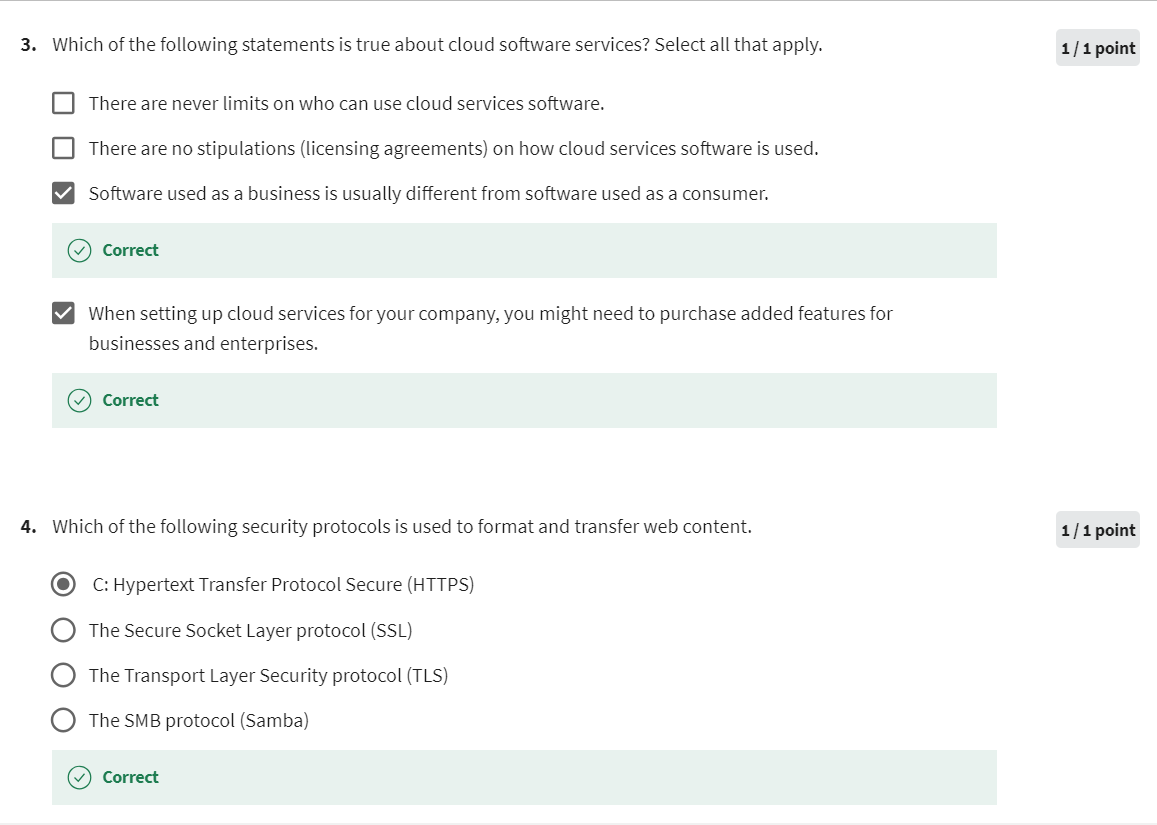 3. Which of the following statements is true about cloud software services? Select all that apply.
1 / 1 point
There are never limits on who can use cloud services software.
There are no stipulations (licensing agreements) on how cloud services software is used.
Software used as a business is usually different from software used as a consumer.
Correct
When setting up cloud services for your company, you might need to purchase added features for
businesses and enterprises.
Correct
4. Which of the following security protocols is used to format and transfer web content.
1 / 1 point
C: Hypertext Transfer Protocol Secure (HTTPS)
The Secure Socket Layer protocol (SSL)
The Transport Layer Security protocol (TLS)
The SMB protocol (Samba)
Correct